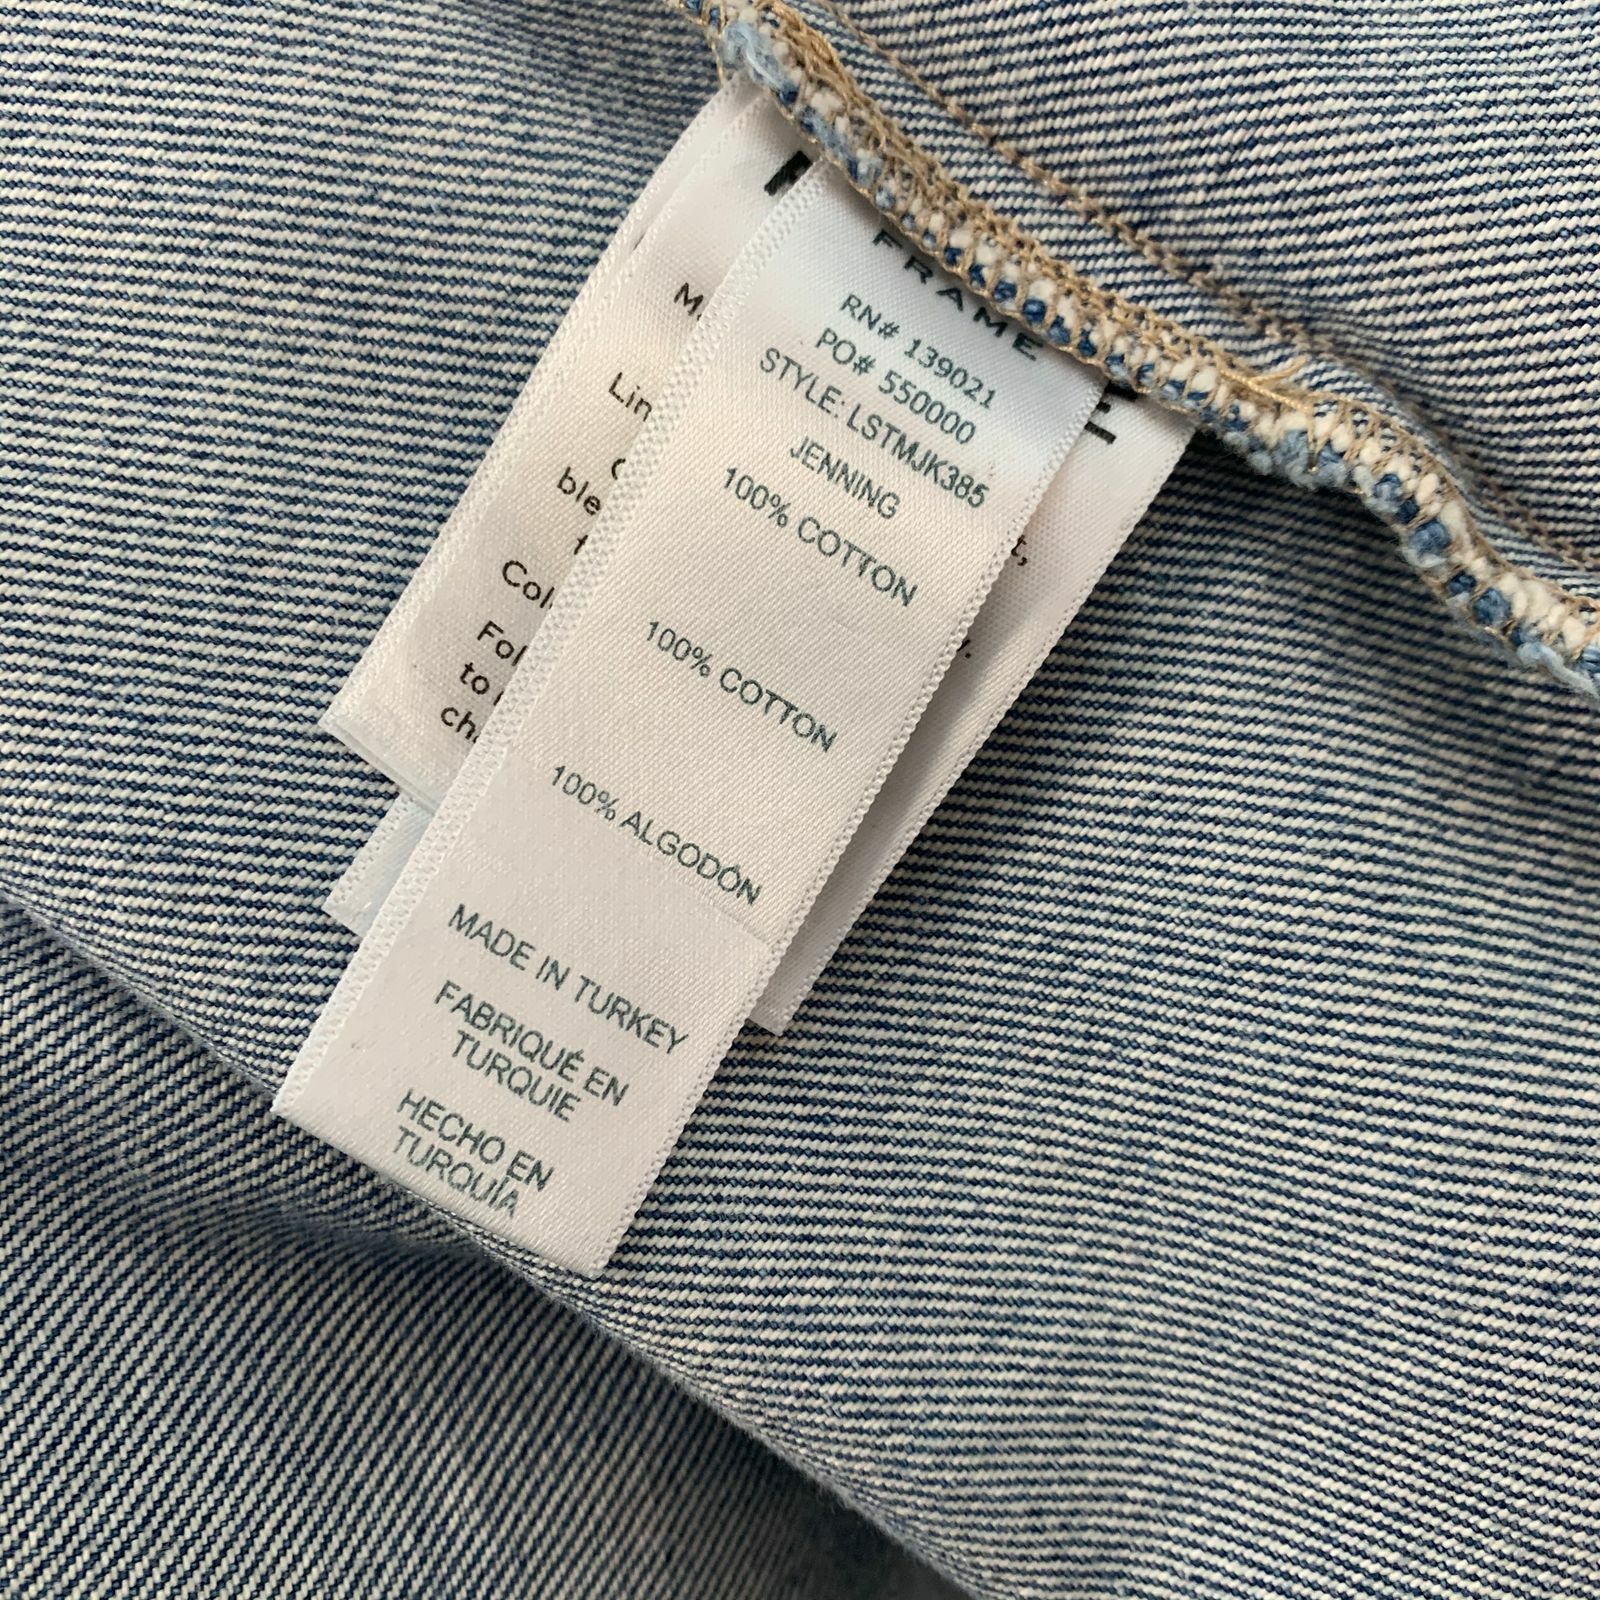 FRAME
RN# 139021
PO# 550000
STYLE: LSTMJK385
JENNING
100% COTTON
100% COTTON
100% ALGODÓN
MADE IN TURKEY
FABRIQUÉ EN
TURQUIE
HECHO EN
TURQUÍA
to